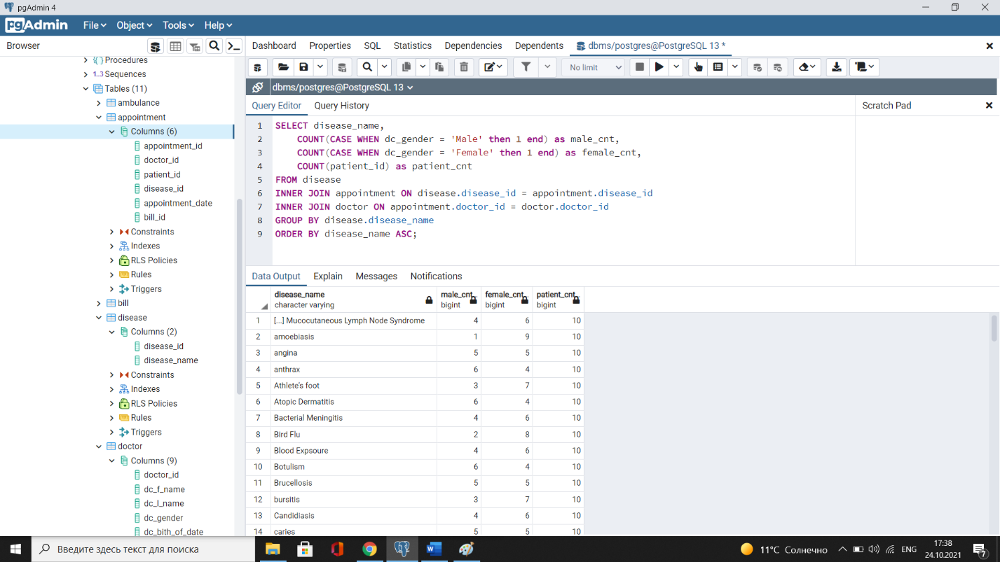 pgAdmin 4
pgAdmin File Object Tools Help
Browser
Dashboard Properties SQL Statistics Dependencies Dependents dbms/postgres@PostgreSQL 13 *
No limit
dbms/postgres@PostgreSQL 13
Query Editor Query History
Scratch Pad
Procedures
1..3 Sequences
Tables (11)
ambulance
appointment
Columns (6)
appointment_id
doctor_id
patient_id
disease_id
appointment_date
bill_id
Constraints
Indexes
RLS Policies
Rules
Triggers
bill
disease
Columns (2)
disease_id
disease_name
Constraints
Indexes
RLS Policies
Rules
Triggers
doctor
Columns (9)
doctor_id
dc_f_name
dc_l_name
dc_gender
dc_bith_of_date
1 SELECT disease_name,
2 COUNT(CASE WHEN dc_gender = 'Male' then 1 end) as male_cnt,
3 COUNT(CASE WHEN dc_gender = 'Female' then 1 end) as female_cnt,
4 COUNT(patient_id) as patient_cnt
5 FROM disease
6 INNER JOIN appointment ON disease.disease_id = appointment.disease_id
7 INNER JOIN doctor ON appointment.doctor_id = doctor.doctor_id
8 GROUP BY disease.disease_name
9 ORDER BY disease_name ASC;
Data Output Explain Messages Notifications
disease_name male_cnt female_cnt patient_cnt
character varying bigint bigint bigint
1 [...] Mucocutaneous Lymph Node Syndrome 4 6 10
2 amoebiasis 1 9 10
3 angina 5 5 10
4 anthrax 6 4 10
5 Athlete's foot 3 7 10
6 Atopic Dermatitis 6 4 10
7 Bacterial Meningitis 4 6 10
8 Bird Flu 2 8 10
9 Blood Expsoure 4 6 10
10 Botulism 6 4 10
11 Brucellosis 5 5 10
12 bursitis 3 7 10
13 Candidiasis 4 6 10
14 caries 5 5 10
Введите здесь текст для поиска
11°C Солнечно
ENG
17:38
24.10.2021
7